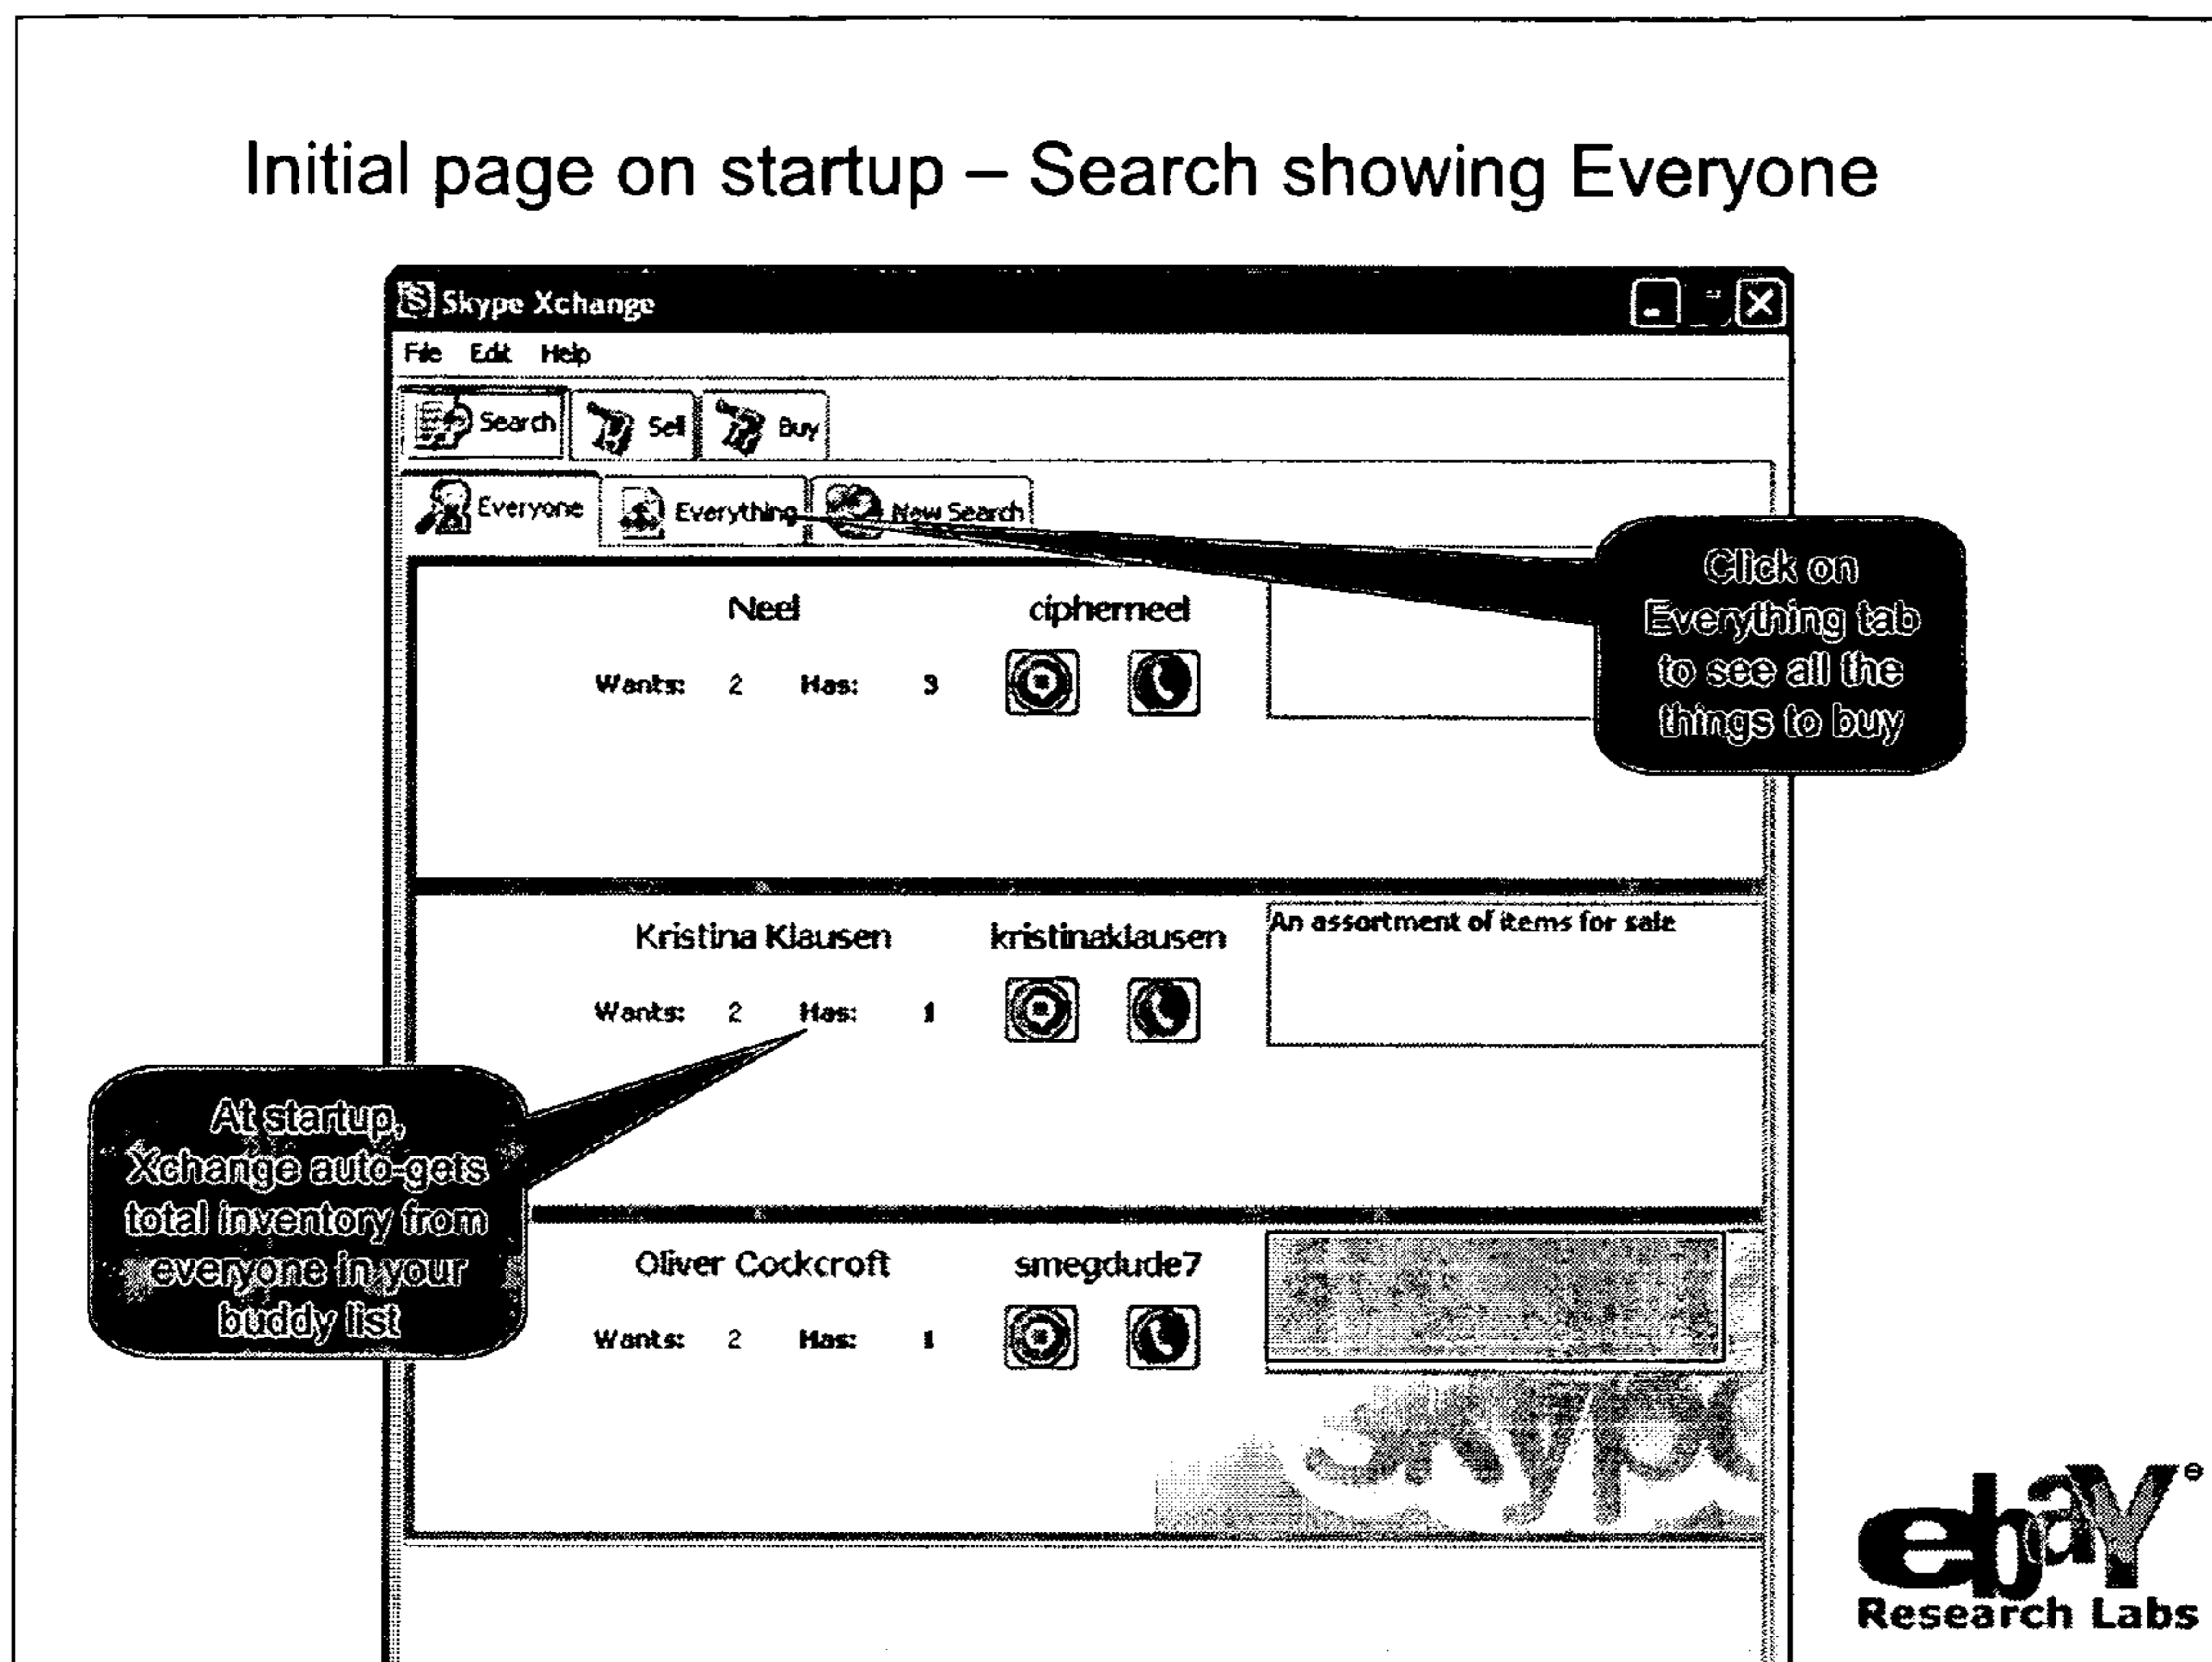 Initial page on startup – Search showing Everyone
Skype Xchange
File Edit Help
Search Sell Buy
Everyone Everything New Search
Click on
Everything tab
to see all the
things to buy
Neel cipherneel
Wants: 2 Has: 3
Kristina Klausen kristinaklausen An assortment of items for sale
Wants: 2 Has: 1
At startup,
Xchange auto-gets
total inventory from
everyone in your
buddy list
Oliver Cockcroft smegdude7
Wants: 2 Has: 1
skype
ebaY®
Research Labs